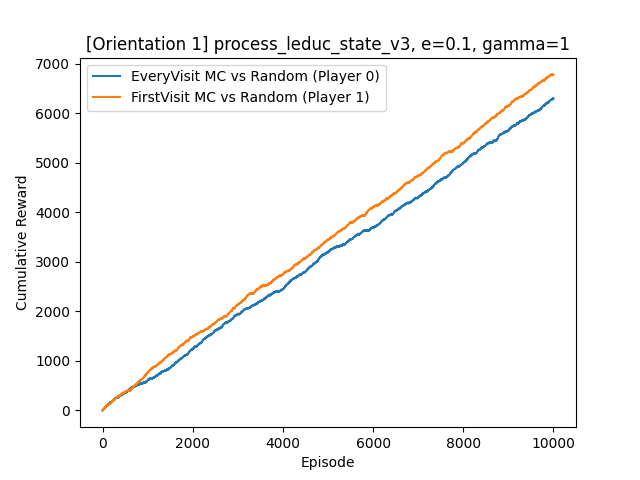 [Orientation 1] process_leduc_state_v3, e=0.1, gamma=1
EveryVisit MC vs Random (Player 0)
FirstVisit MC vs Random (Player 1)
7000
6000
5000
4000
3000
2000
1000
0
Cumulative Reward
0 2000 4000 6000 8000 10000
Episode